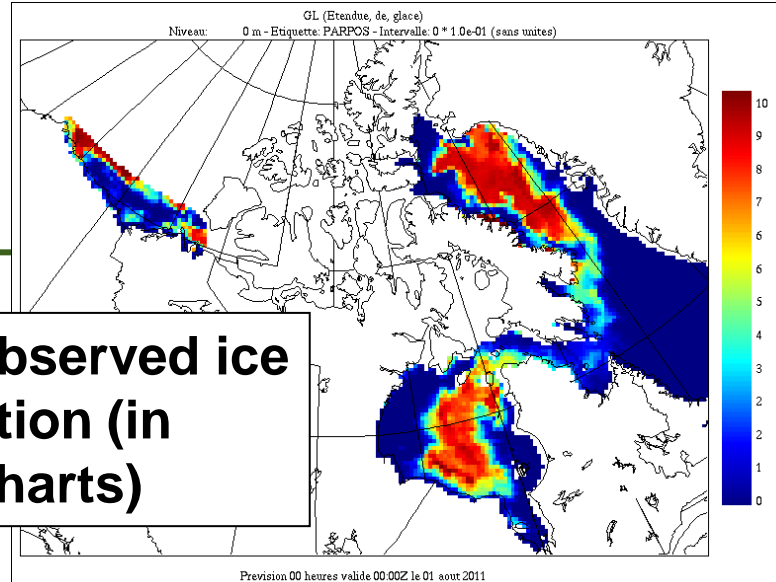 GL (Etendue, de, glace)
Niveau: 0 m - Etiquette: PARPOS - Intervalle: 0 * 1.0e-01 (sans unites)
10
9
8
7
6
6
5
4
3
2
2
1
0
bserved ice
tion (in
harts)
Prevision 00 heures valide 00:00Z le 01 aout 2011